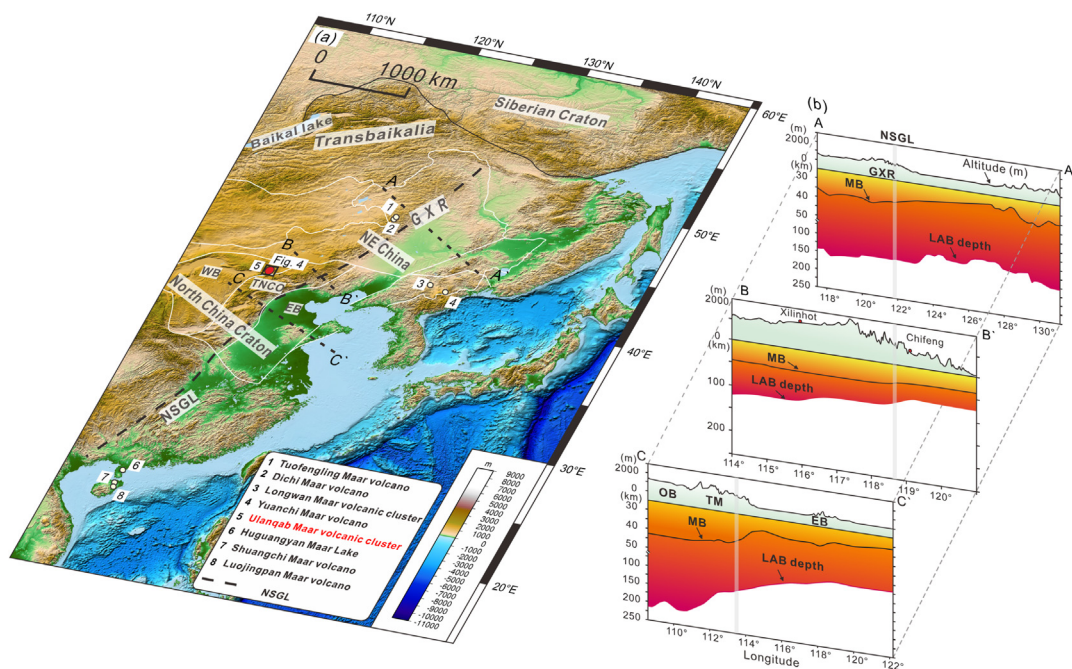 (a)
110°N
120°N
130°N
140°N
0
1000 km
Siberian Craton
Baikal lake
Transbaikalia
60°E
50°E
40°E
30°E
20°E
A
1
2
GXR
B
NE China
5
Fig. 4
WB
C
TNCO
EB
B`
3
4
A`
North China Craton
C`
NSGL
6
7
8
1 Tuofengling Maar volcano
2 Dichi Maar volcano
3 Longwan Maar volcanic cluster
4 Yuanchi Maar volcano
5 Ulanqab Maar volcanic cluster
6 Huguangyan Maar Lake
7 Shuangchi Maar volcano
8 Luojingpan Maar volcano
NSGL
m
9000
8000
7000
6000
5000
4000
3000
2000
1000
0
-1000
-2000
-3000
-4000
-5000
-6000
-7000
-8000
-9000
-10000
-11000
(b)
A
NSGL
A`
(m)
2000
0
(km)
30
40
50
100
150
200
250
GXR
Altitude (m)
MB
LAB depth
118°
120°
122°
124°
126°
128°
130°
B
B`
(m)
2000
0
(km)
100
200
Xilinhot
Chifeng
MB
LAB depth
114°
115°
116°
117°
118°
119°
120°
C
C`
(m)
2000
0
(km)
30
40
50
100
150
200
250
OB
TM
EB
MB
LAB depth
110°
112°
114°
116°
118°
120°
122°
Longitude